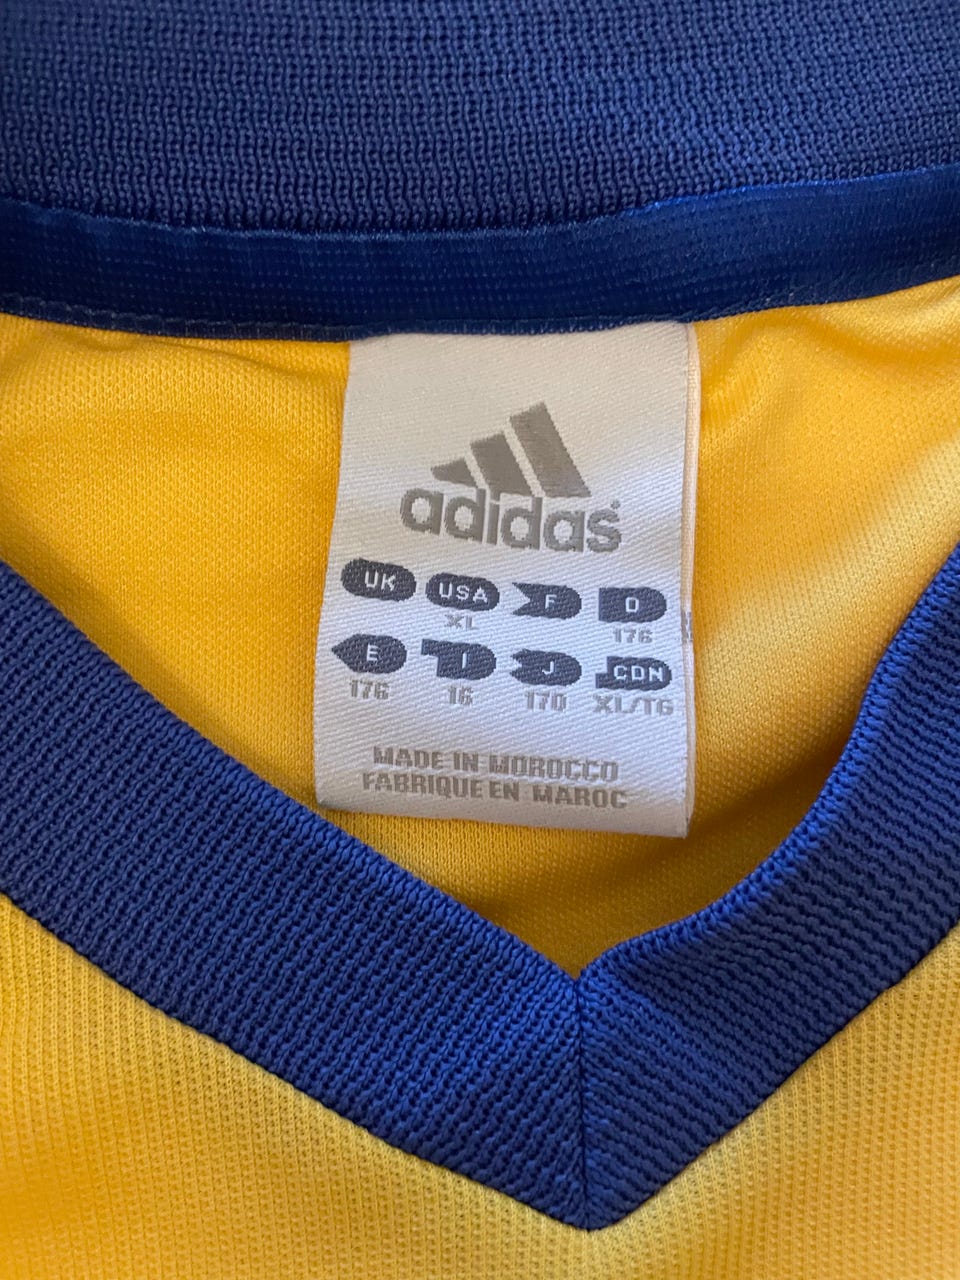 adidas®
UK USA F D
XL 176
E I J CDN
176 16 170 XL/TG
MADE IN MOROCCO
FABRIQUE EN MAROC